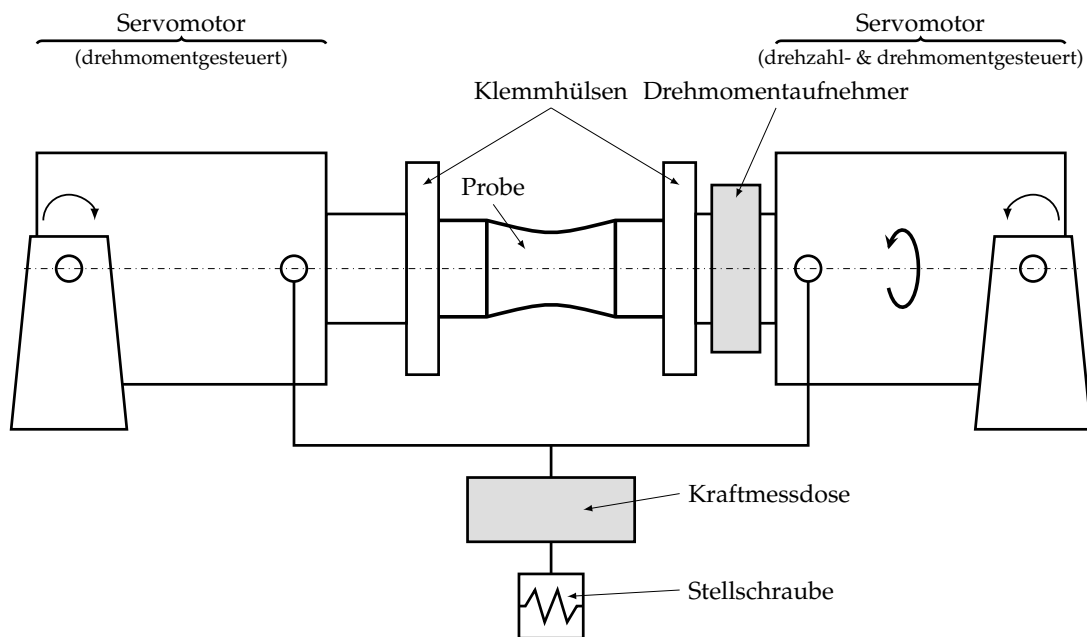 Servomotor
(drehmomentgesteuert)
Servomotor
(drehzahl- & drehmomentgesteuert)
Klemmhülsen
Drehmomentaufnehmer
Probe
Kraftmessdose
Stellschraube